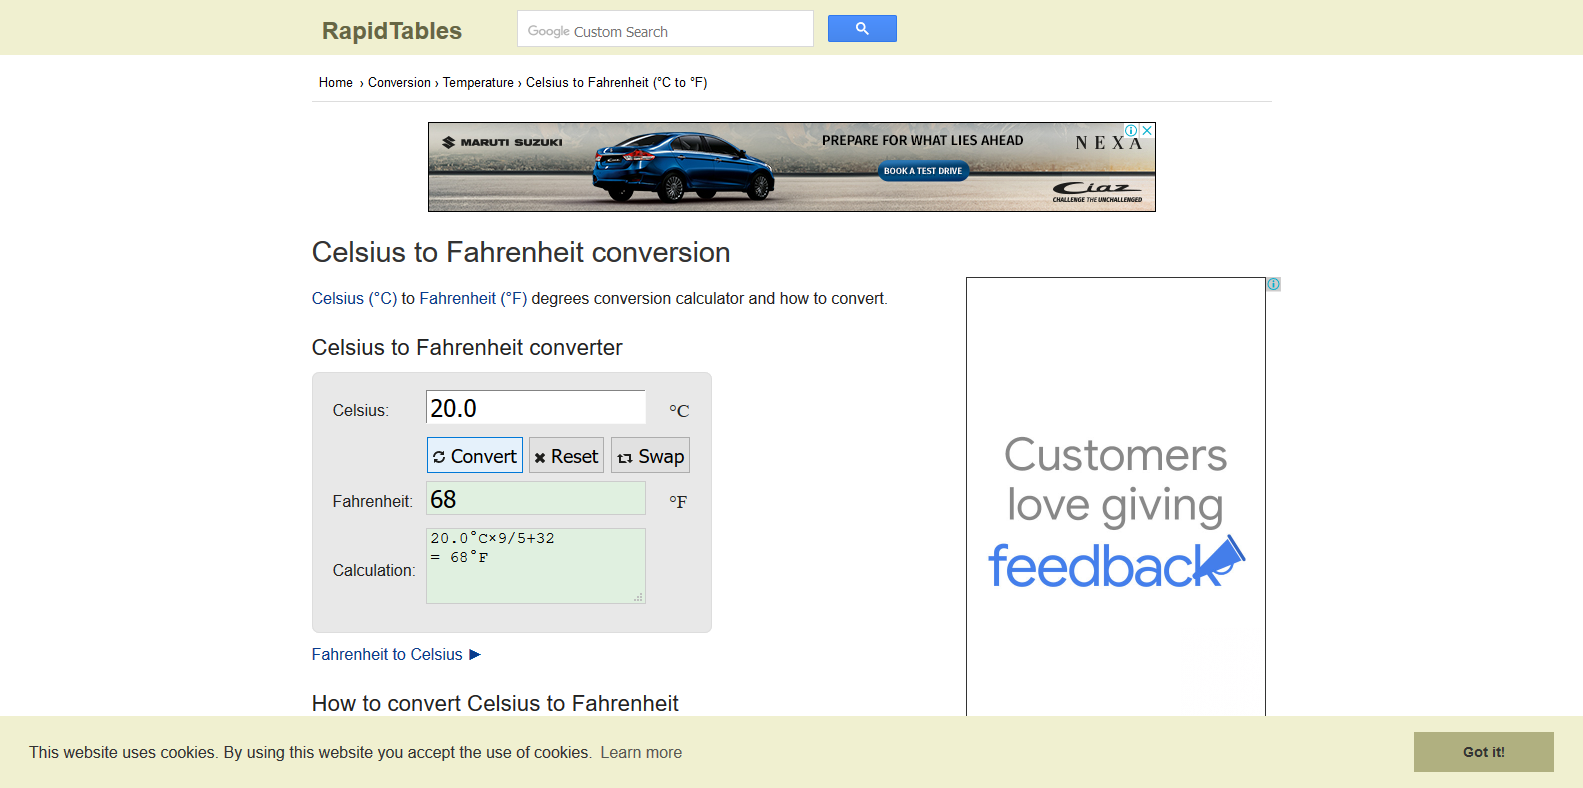 RapidTables
Google Custom Search
Home › Conversion › Temperature › Celsius to Fahrenheit (°C to °F)
MARUTI SUZUKI
PREPARE FOR WHAT LIES AHEAD
BOOK A TEST DRIVE
NEXA
Ciaz
CHALLENGE THE UNCHALLENGED
Celsius to Fahrenheit conversion
Celsius (°C) to Fahrenheit (°F) degrees conversion calculator and how to convert.
Celsius to Fahrenheit converter
Celsius: 20.0 °C
Convert Reset Swap
Fahrenheit: 68 °F
Calculation:
20.0°C×9/5+32
= 68°F
Fahrenheit to Celsius ►
How to convert Celsius to Fahrenheit
Customers
love giving
feedback
This website uses cookies. By using this website you accept the use of cookies. Learn more
Got it!